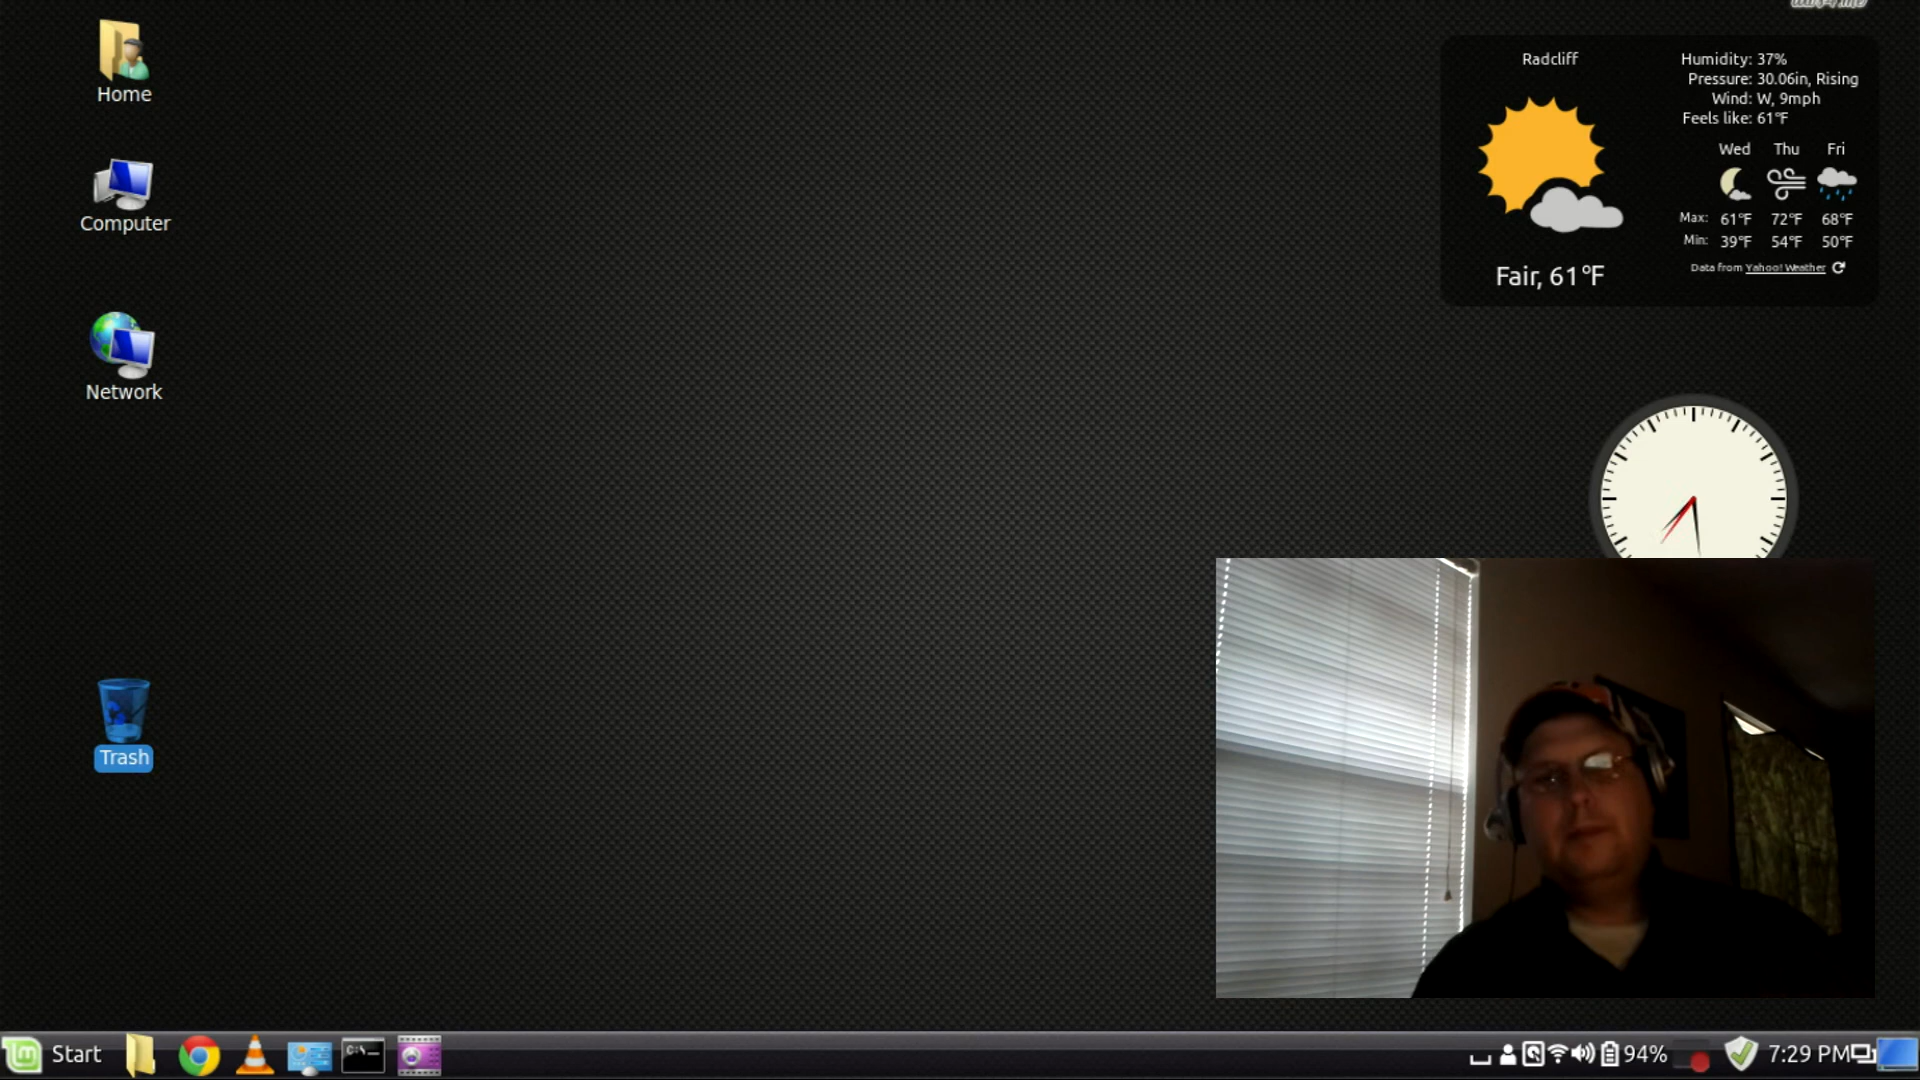 Home
Computer
Network
Trash
Radcliff
Fair, 61°F
Humidity: 37%
Pressure: 30.06in, Rising
Wind: W, 9mph
Feels like: 61°F
Wed Thu Fri
Max: 61°F 72°F 68°F
Min: 39°F 54°F 50°F
Data from Yahoo! Weather
Start
C:\
94%
7:29 PM